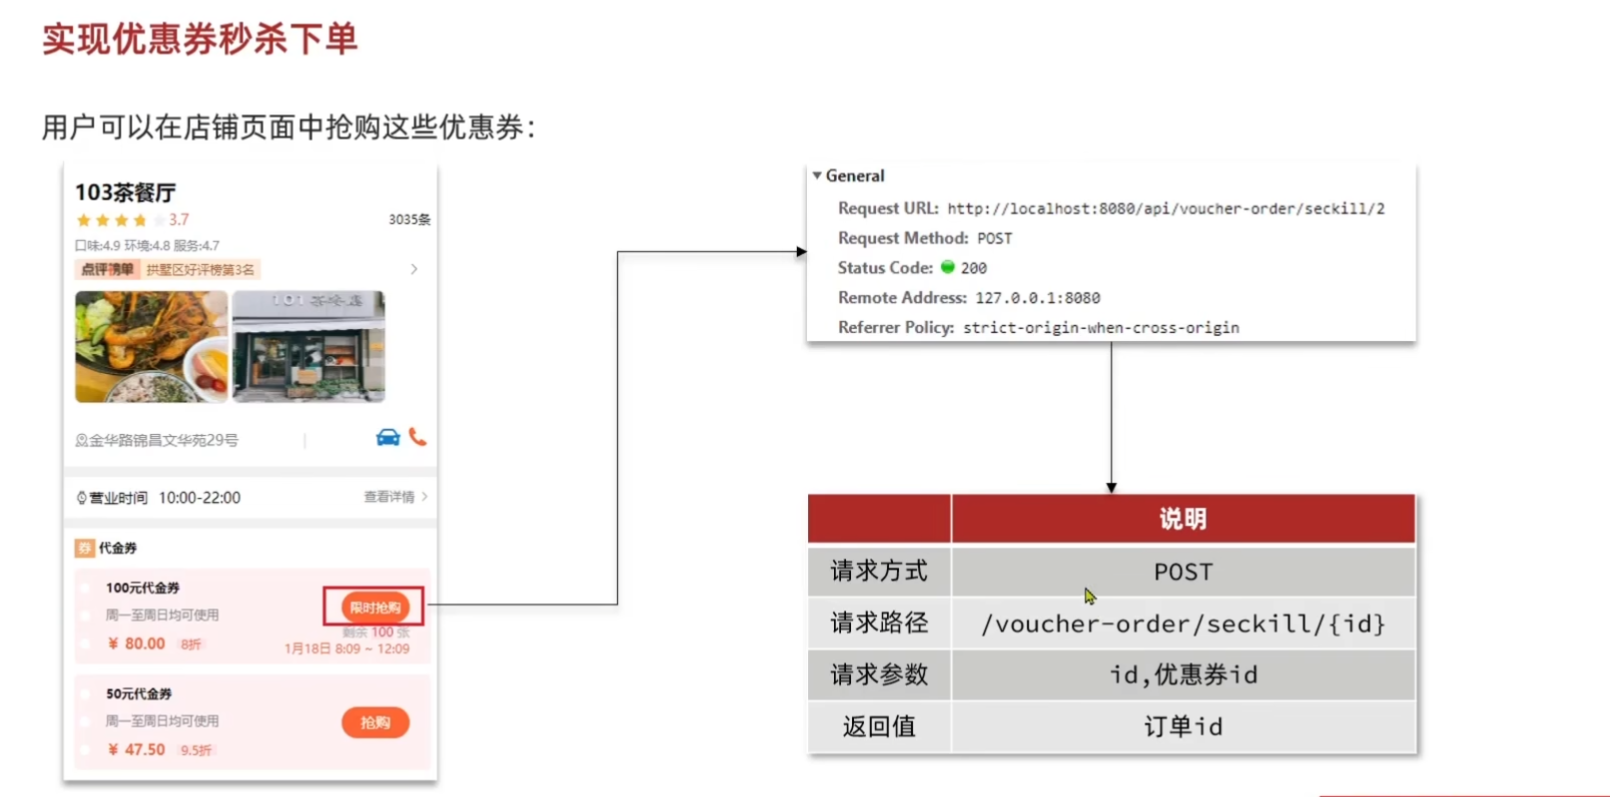 实现优惠券秒杀下单
用户可以在店铺页面中抢购这些优惠券：
103茶餐厅
3.7
3035条
口味:4.9 环境:4.8 服务:4.7
点评榜单 拱墅区好评榜第3名
金华路锦昌文华苑29号
营业时间 10:00-22:00
查看详情
券 代金券
100元代金券
限时抢购
周一至周日均可使用
剩余 100 张
¥ 80.00 8折
1月18日 8:09 ~ 12:09
50元代金券
周一至周日均可使用
抢购
¥ 47.50 9.5折
General
Request URL: http://localhost:8080/api/voucher-order/seckill/2
Request Method: POST
Status Code: 200
Remote Address: 127.0.0.1:8080
Referrer Policy: strict-origin-when-cross-origin
说明
请求方式 POST
请求路径 /voucher-order/seckill/{id}
请求参数 id,优惠券id
返回值 订单id